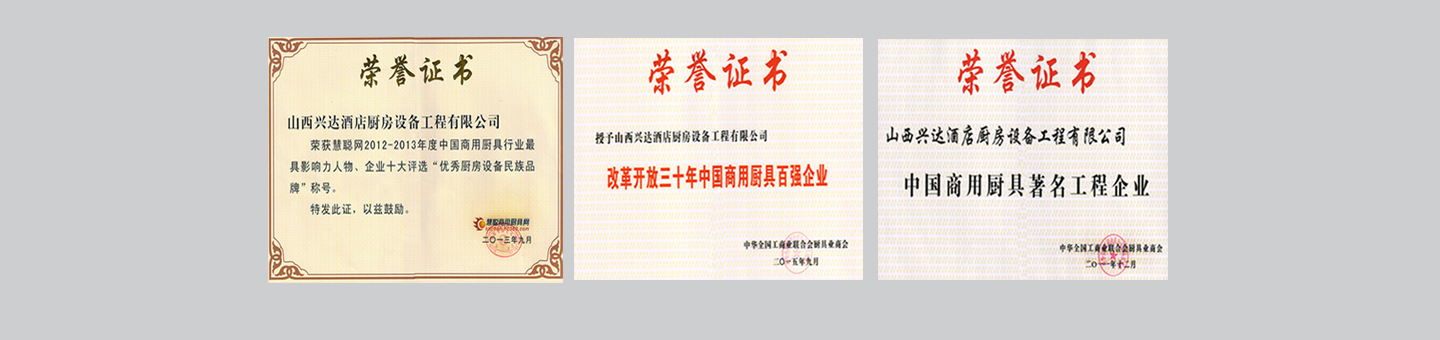 荣誉证书
山西兴达酒店厨房设备工程有限公司
荣获慧聪网2012-2013年度中国商用厨具行业最
具影响力人物、企业十大评选“优秀厨房设备民族品
牌”称号。
特发此证，以兹鼓励。
慧聪商用厨具网
二〇一三年九月
荣誉证书
授予山西兴达酒店厨房设备工程有限公司
改革开放三十年中国商用厨具百强企业
中华全国工商业联合会厨具业商会
二〇一五年九月
荣誉证书
山西兴达酒店厨房设备工程有限公司
中国商用厨具著名工程企业
中华全国工商业联合会厨具业商会
二〇一一年十二月